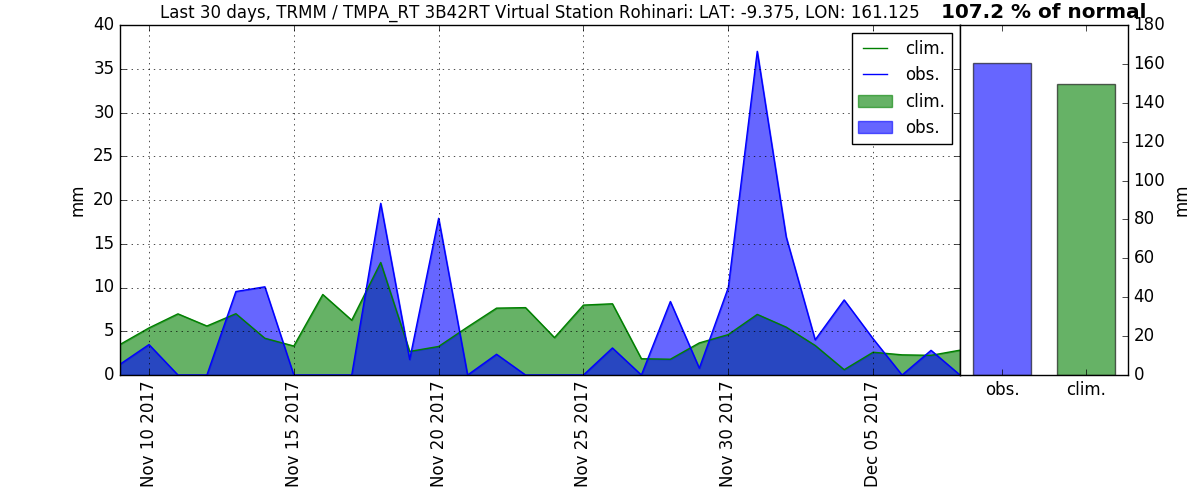 Last 30 days, TRMM / TMPA_RT 3B42RT Virtual Station Rohinari: LAT: -9.375, LON: 161.125
107.2 % of normal
40
35
30
25
20
15
10
5
0
mm
clim.
obs.
clim.
obs.
Nov 10 2017
Nov 15 2017
Nov 20 2017
Nov 25 2017
Nov 30 2017
Dec 05 2017
180
160
140
120
100
80
60
40
20
0
mm
obs.
clim.